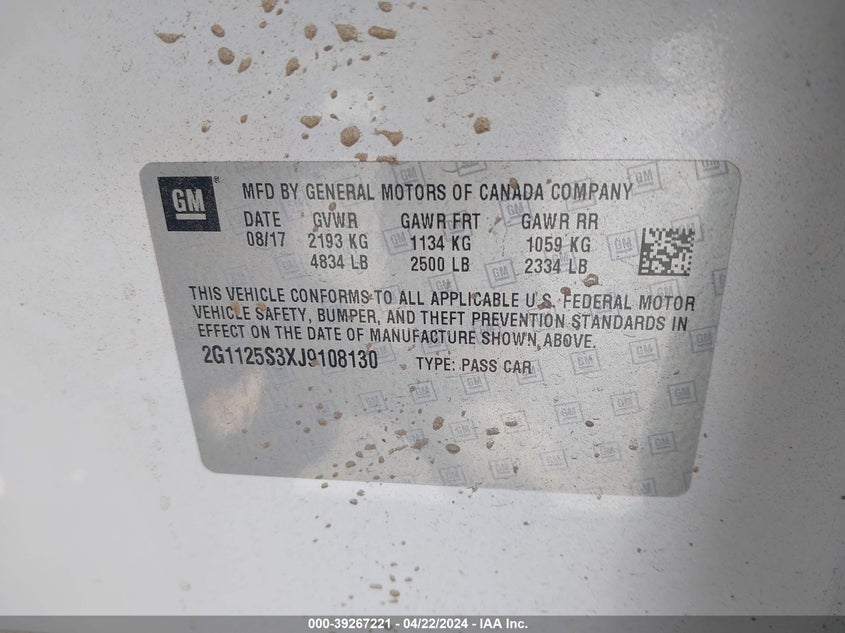 GM
MFD BY GENERAL MOTORS OF CANADA COMPANY
DATE GVWR GAWR FRT GAWR RR
08/17 2193 KG 1134 KG 1059 KG
4834 LB 2500 LB 2334 LB
THIS VEHICLE CONFORMS TO ALL APPLICABLE U.S. FEDERAL MOTOR
VEHICLE SAFETY, BUMPER, AND THEFT PREVENTION STANDARDS IN
EFFECT ON THE DATE OF MANUFACTURE SHOWN ABOVE.
2G1125S3XJ9108130 TYPE: PASS CAR
000-39267221 - 04/22/2024 - IAA Inc.